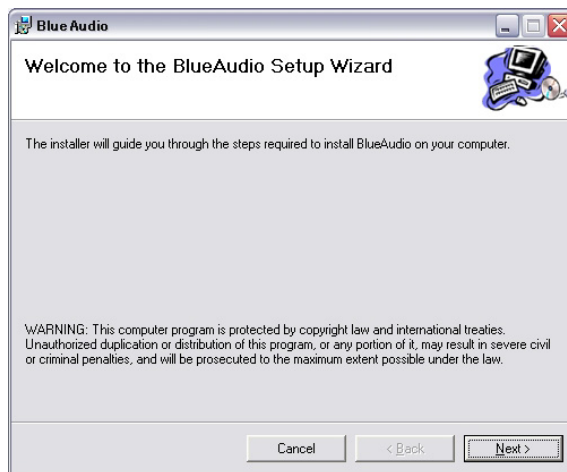 Blue Audio
Welcome to the BlueAudio Setup Wizard
The installer will guide you through the steps required to install BlueAudio on your computer.
WARNING: This computer program is protected by copyright law and international treaties.
Unauthorized duplication or distribution of this program, or any portion of it, may result in severe civil
or criminal penalties, and will be prosecuted to the maximum extent possible under the law.
Cancel
< Back
Next >